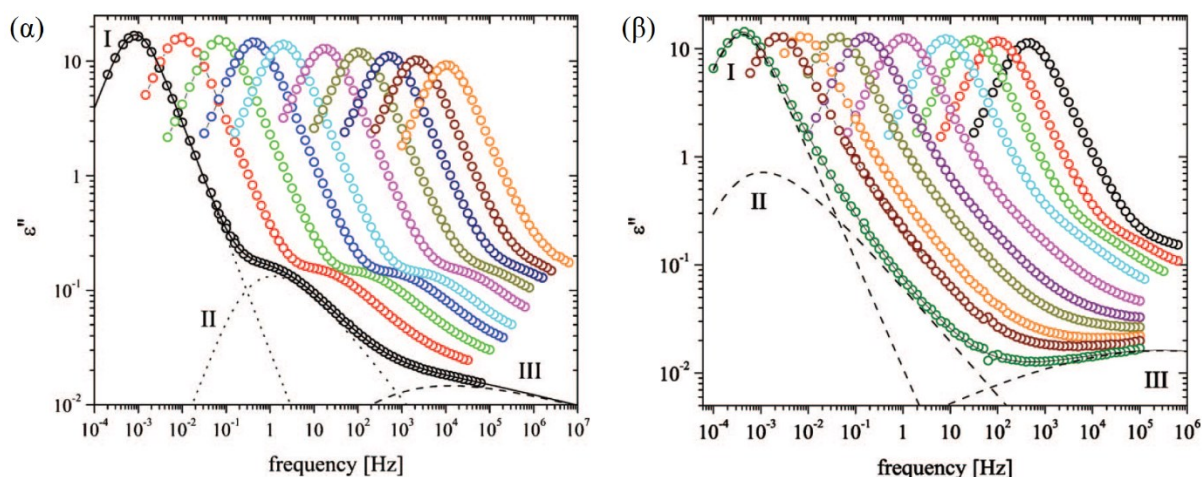 (α)
I
II
III
10
1
10⁻¹
10⁻²
ε''
10⁻⁴ 10⁻³ 10⁻² 10⁻¹ 1 10¹ 10² 10³ 10⁴ 10⁵ 10⁶ 10⁷
frequency [Hz]
(β)
I
II
III
10
1
10⁻¹
10⁻²
ε''
10⁻⁴ 10⁻³ 10⁻² 10⁻¹ 1 10¹ 10² 10³ 10⁴ 10⁵ 10⁶
frequency [Hz]